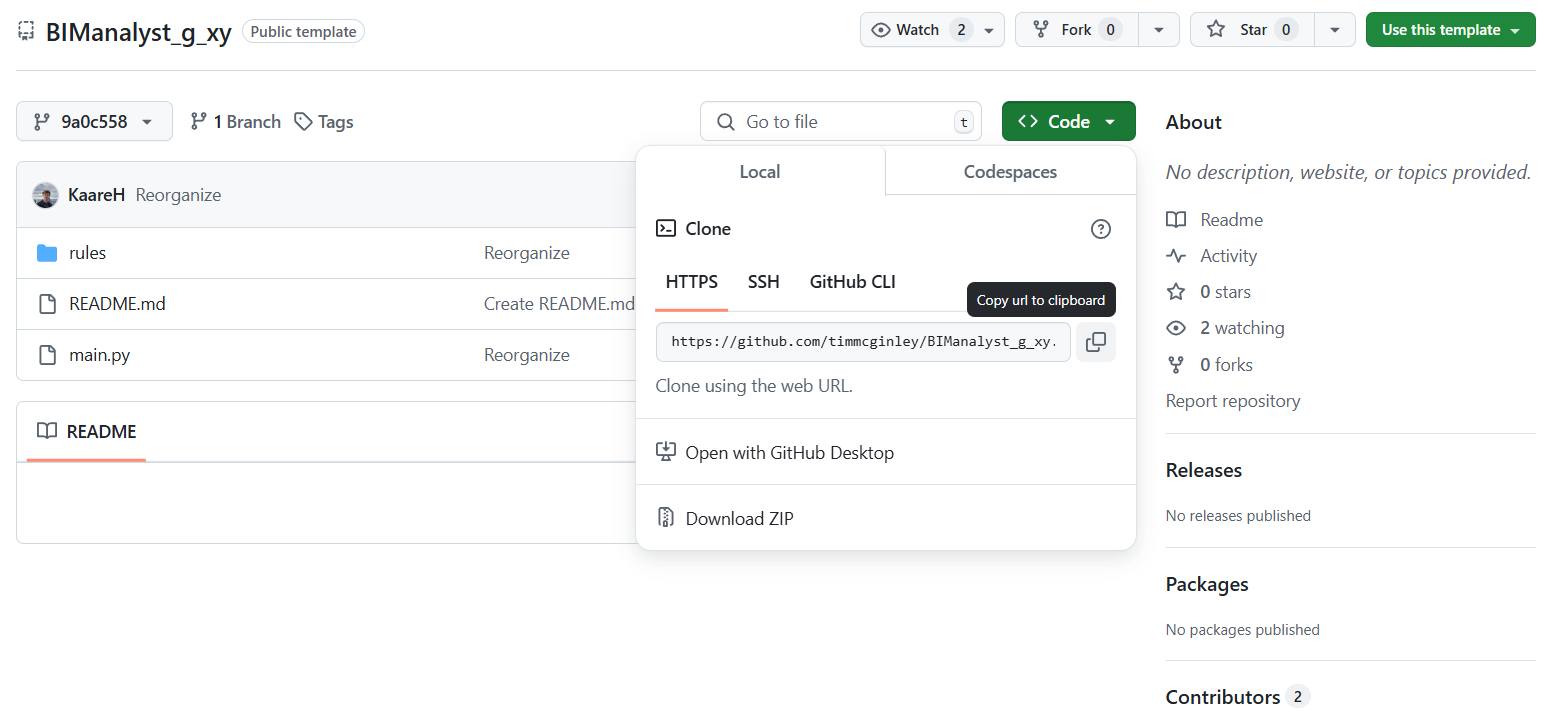 BIManalyst_g_xy Public template Watch 2 Fork 0 Star 0 Use this template
9a0c558 1 Branch Tags Go to file t Code
KaareH Reorganize
rules Reorganize
README.md Create README.md
main.py Reorganize
README
Local Codespaces
Clone
HTTPS SSH GitHub CLI
Copy url to clipboard
https://github.com/timmcginley/BIManalyst_g_xy.
Clone using the web URL.
Open with GitHub Desktop
Download ZIP
About
No description, website, or topics provided.
Readme
Activity
0 stars
2 watching
0 forks
Report repository
Releases
No releases published
Packages
No packages published
Contributors 2